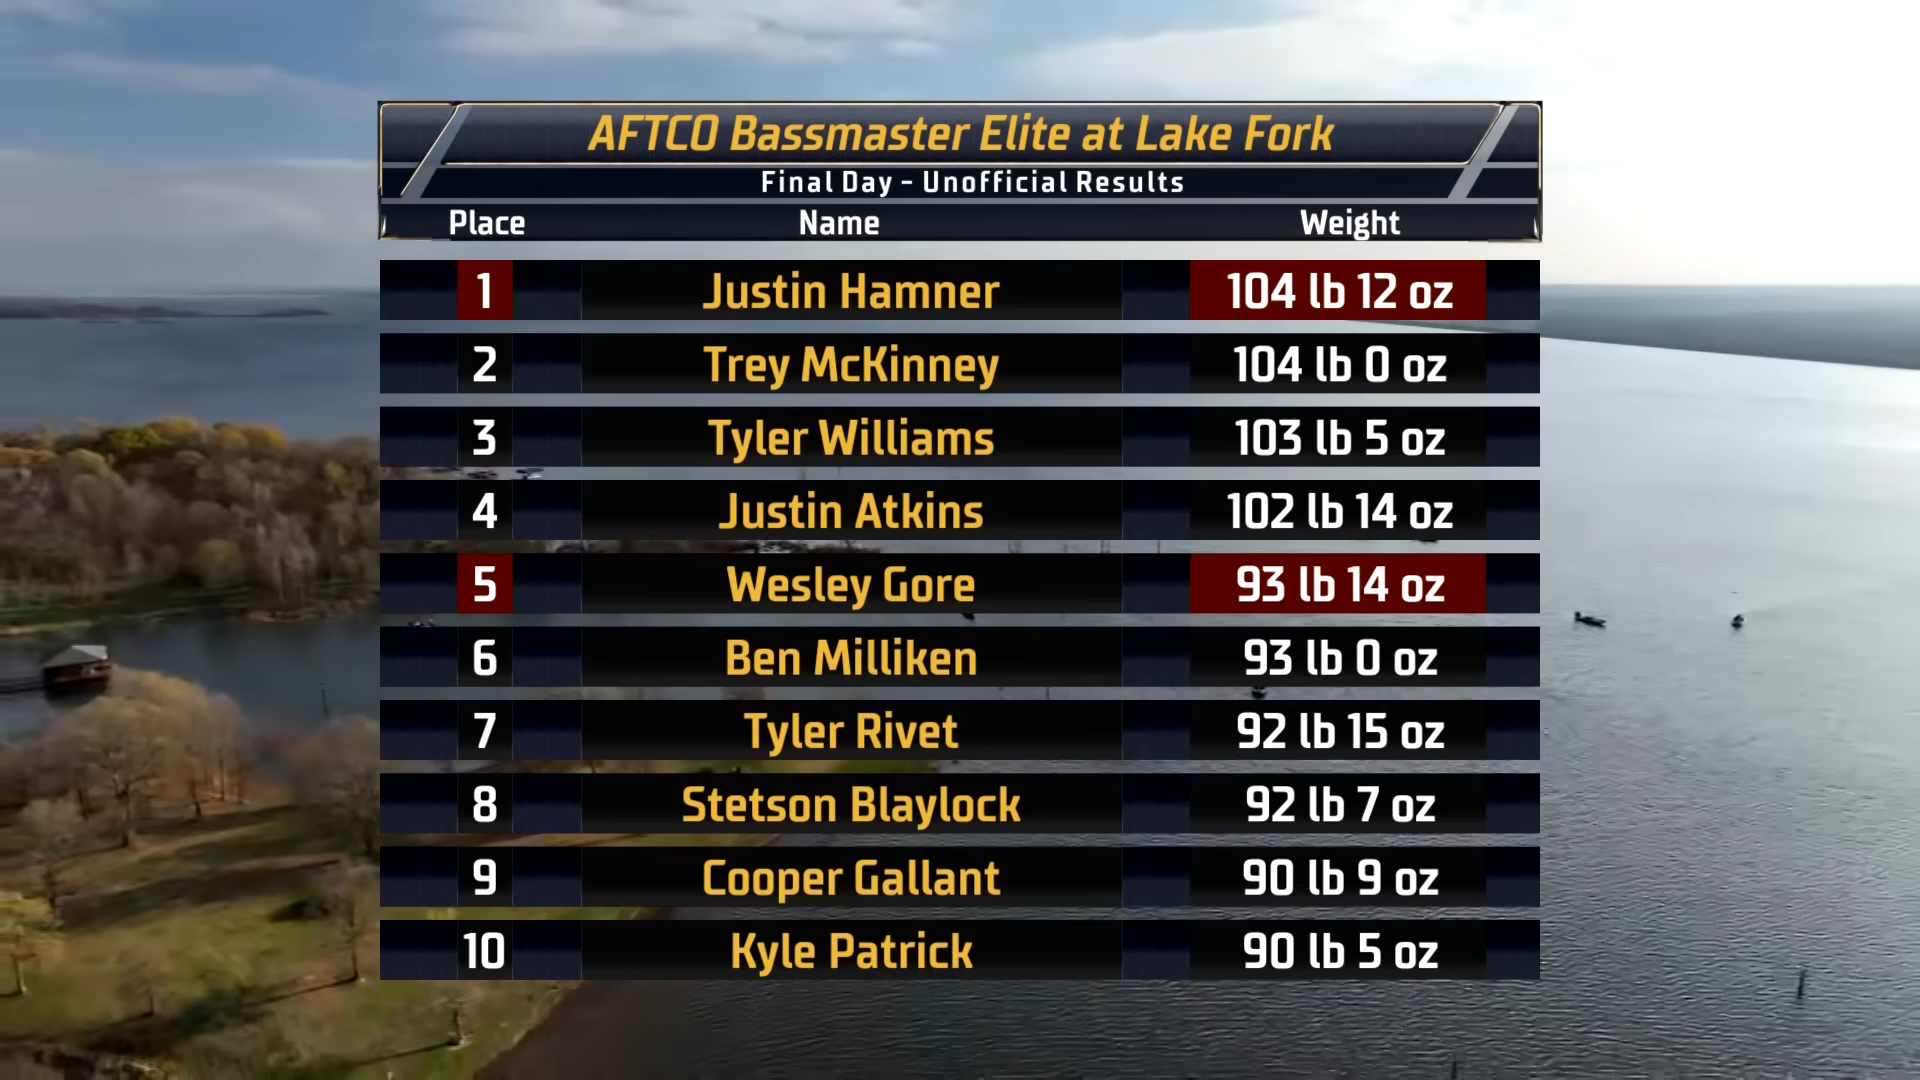 AFTCO Bassmaster Elite at Lake Fork
Final Day - Unofficial Results
Place Name Weight
1 Justin Hamner 104 lb 12 oz
2 Trey McKinney 104 lb 0 oz
3 Tyler Williams 103 lb 5 oz
4 Justin Atkins 102 lb 14 oz
5 Wesley Gore 93 lb 14 oz
6 Ben Milliken 93 lb 0 oz
7 Tyler Rivet 92 lb 15 oz
8 Stetson Blaylock 92 lb 7 oz
9 Cooper Gallant 90 lb 9 oz
10 Kyle Patrick 90 lb 5 oz